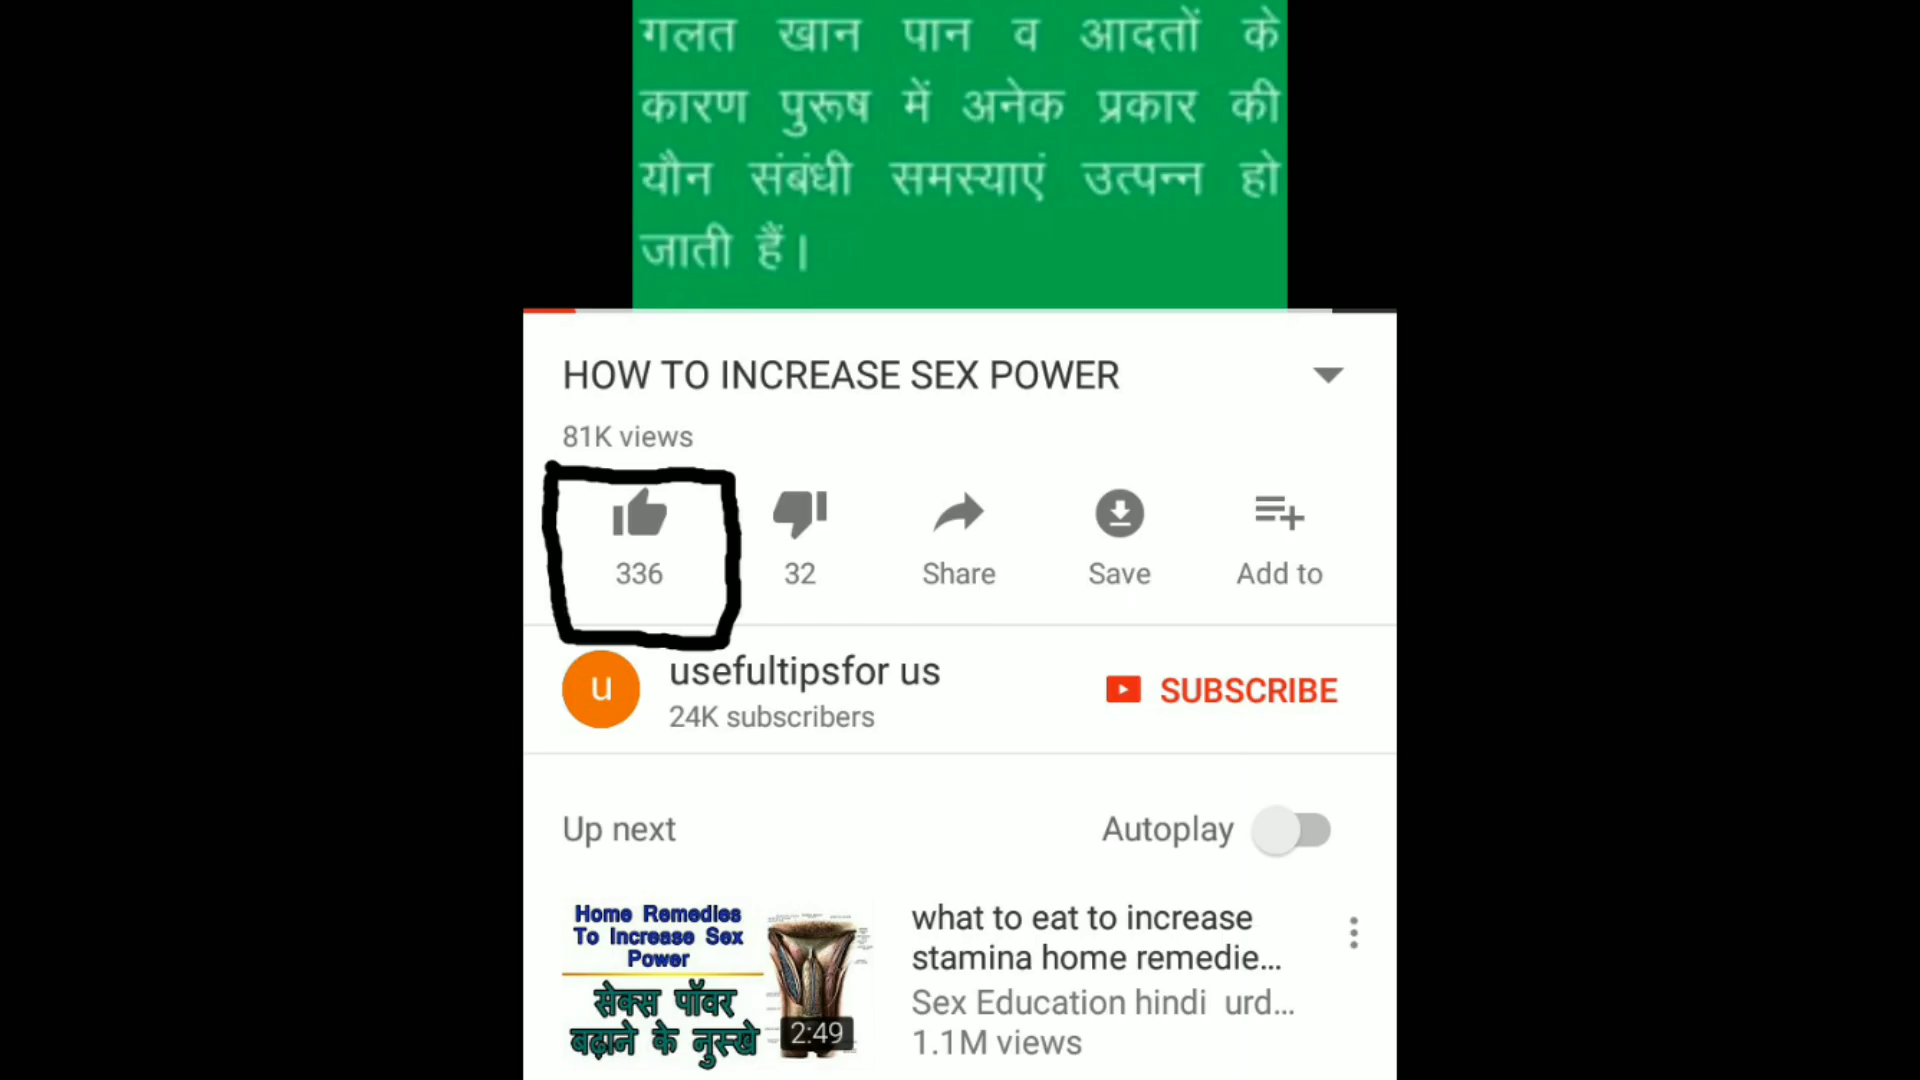 गलत खान पान व आदतों के
कारण पुरूष में अनेक प्रकार की
यौन संबंधी समस्याएं उत्पन्न हो
जाती हैं।
HOW TO INCREASE SEX POWER
81K views
336
32
Share
Save
Add to
u
usefultipsfor us
24K subscribers
SUBSCRIBE
Up next
Autoplay
Home Remedies
To Increase Sex
Power
सेक्स पॉवर
बढ़ाने के नुस्खे
2:49
what to eat to increase
stamina home remedie...
Sex Education hindi urd...
1.1M views